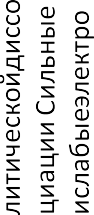 литическойдиссо
циации Сильные
ислабыеэлектро